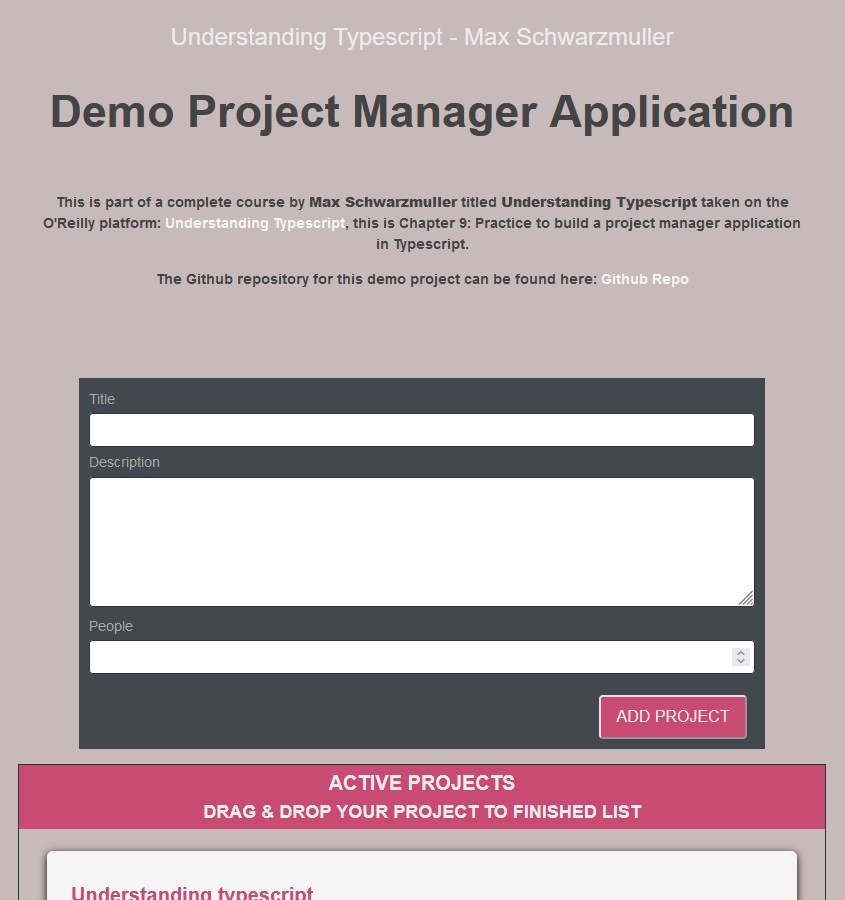 Understanding Typescript - Max Schwarzmuller
Demo Project Manager Application
This is part of a complete course by Max Schwarzmuller titled Understanding Typescript taken on the
O'Reilly platform: Understanding Typescript, this is Chapter 9: Practice to build a project manager application
in Typescript.
The Github repository for this demo project can be found here: Github Repo
Title
Description
People
ADD PROJECT
ACTIVE PROJECTS
DRAG & DROP YOUR PROJECT TO FINISHED LIST
Understanding typescript